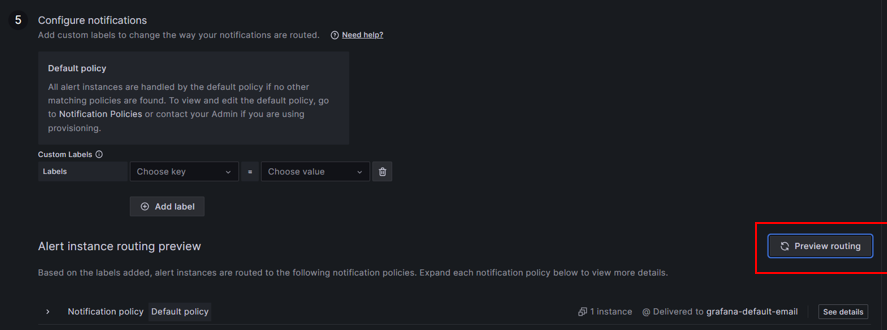 5 Configure notifications
Add custom labels to change the way your notifications are routed. Need help?
Default policy
All alert instances are handled by the default policy if no other
matching policies are found. To view and edit the default policy, go
to Notification Policies or contact your Admin if you are using
provisioning.
Custom Labels
Labels Choose key = Choose value
Add label
Alert instance routing preview Preview routing
Based on the labels added, alert instances are routed to the following notification policies. Expand each notification policy below to view more details.
Notification policy Default policy 1 instance @ Delivered to grafana-default-email See details